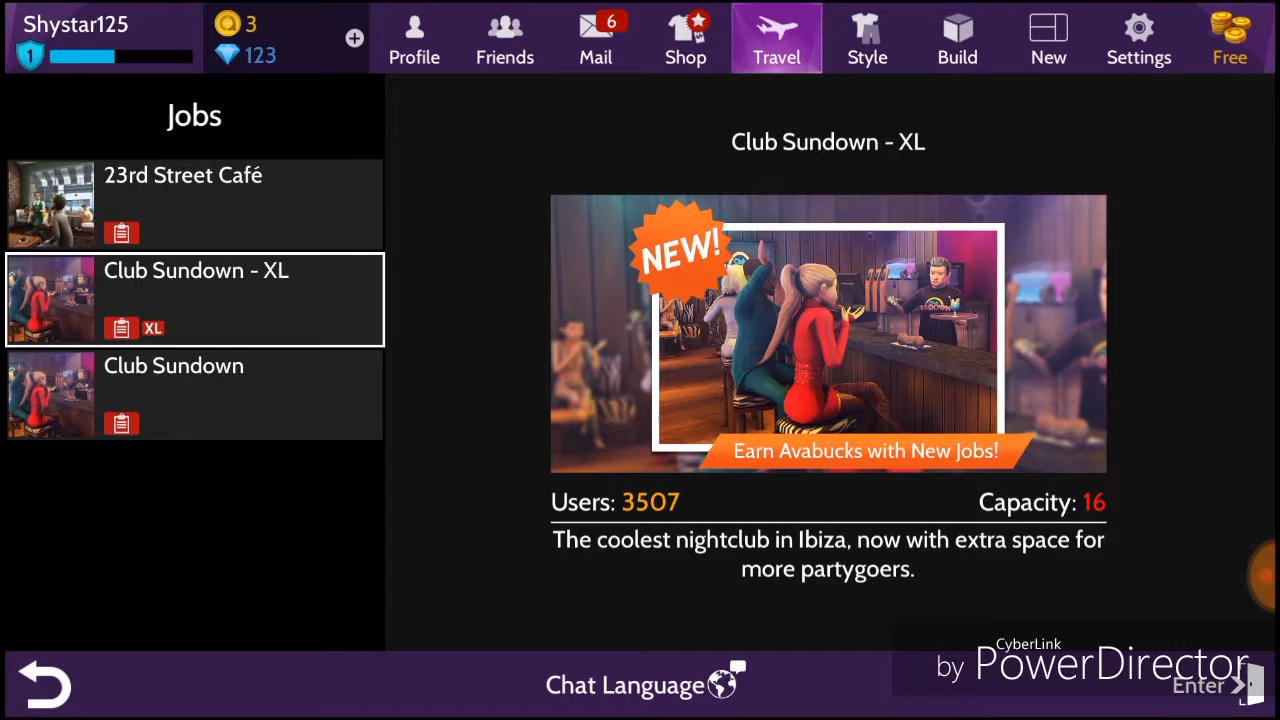 Shystar125
1
3
123
Profile
Friends
6
Mail
Shop
Travel
Style
Build
New
Settings
Free
Jobs
23rd Street Café
Club Sundown - XL
XL
Club Sundown
Club Sundown - XL
NEW!
Earn Avabucks with New Jobs!
Users: 3507
Capacity: 16
The coolest nightclub in Ibiza, now with extra space for
more partygoers.
Chat Language
Enter
CyberLink
by PowerDirector